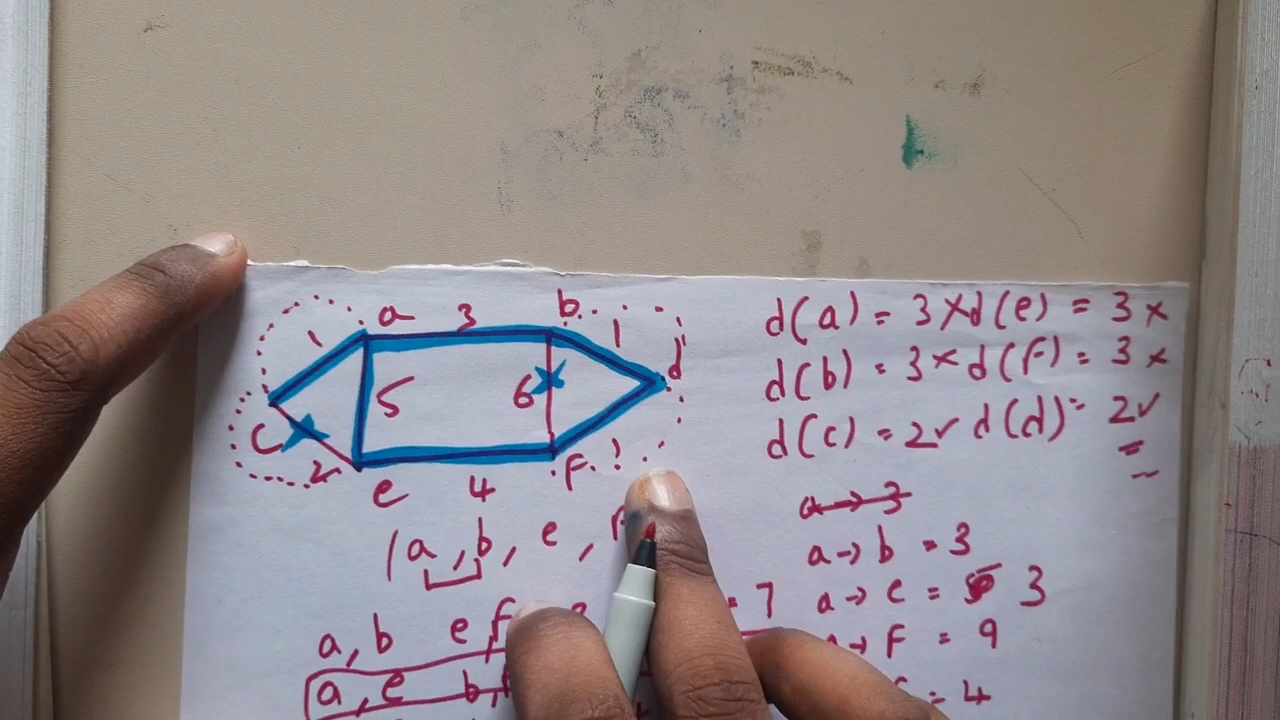 a 3 b
1 1 d
5 6
C
2 e 4 f
d(a) = 3 x d(e) = 3 x
d(b) = 3 x d(f) = 3 x
d(c) = 2✓ d(d) = 2✓
a → 3
a → b = 3
(a, b, e,
a → e = 3
a, b e f = 7
→ f = 9
a, e b
= 4